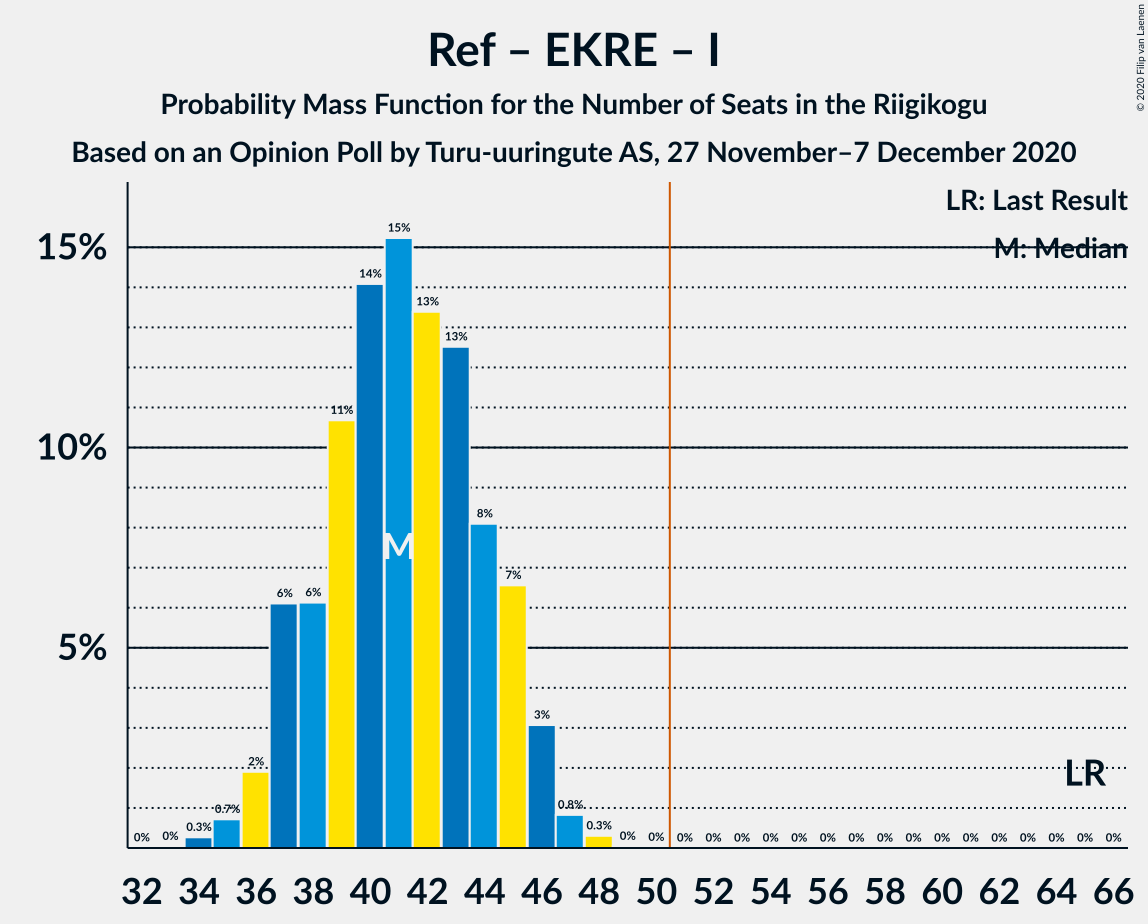 Ref – EKRE – I
Probability Mass Function for the Number of Seats in the Riigikogu
Based on an Opinion Poll by Turu-uuringute AS, 27 November–7 December 2020
© 2020 Filip van Laenen
LR: Last Result
M: Median
15%
10%
5%
0% 0% 0.3% 0.7% 2% 6% 6% 11% 14% 15% 13% 13% 8% 7% 3% 0.8% 0.3% 0% 0% 0% 0% 0% 0% 0% 0% 0% 0% 0% 0% 0% 0% 0% 0% 0% 0%
M
LR
32 34 36 38 40 42 44 46 48 50 52 54 56 58 60 62 64 66